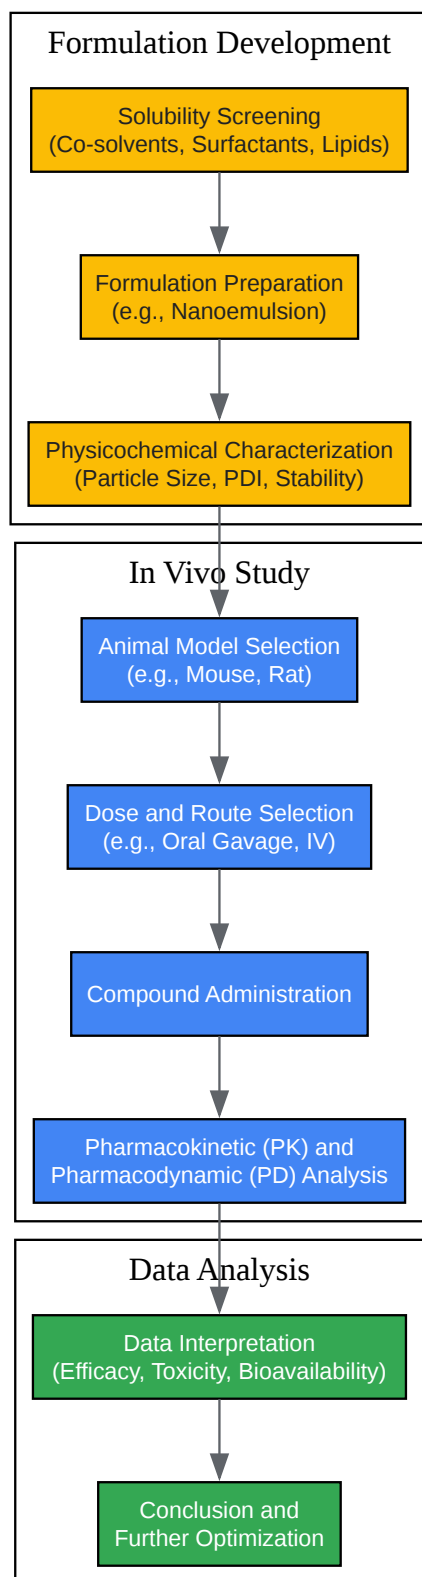 Formulation Development
Solubility Screening
(Co-solvents, Surfactants, Lipids)
Formulation Preparation
(e.g., Nanoemulsion)
Physicochemical Characterization
(Particle Size, PDI, Stability)
In Vivo Study
Animal Model Selection
(e.g., Mouse, Rat)
Dose and Route Selection
(e.g., Oral Gavage, IV)
Compound Administration
Pharmacokinetic (PK) and
Pharmacodynamic (PD) Analysis
Data Analysis
Data Interpretation
(Efficacy, Toxicity, Bioavailability)
Conclusion and
Further Optimization